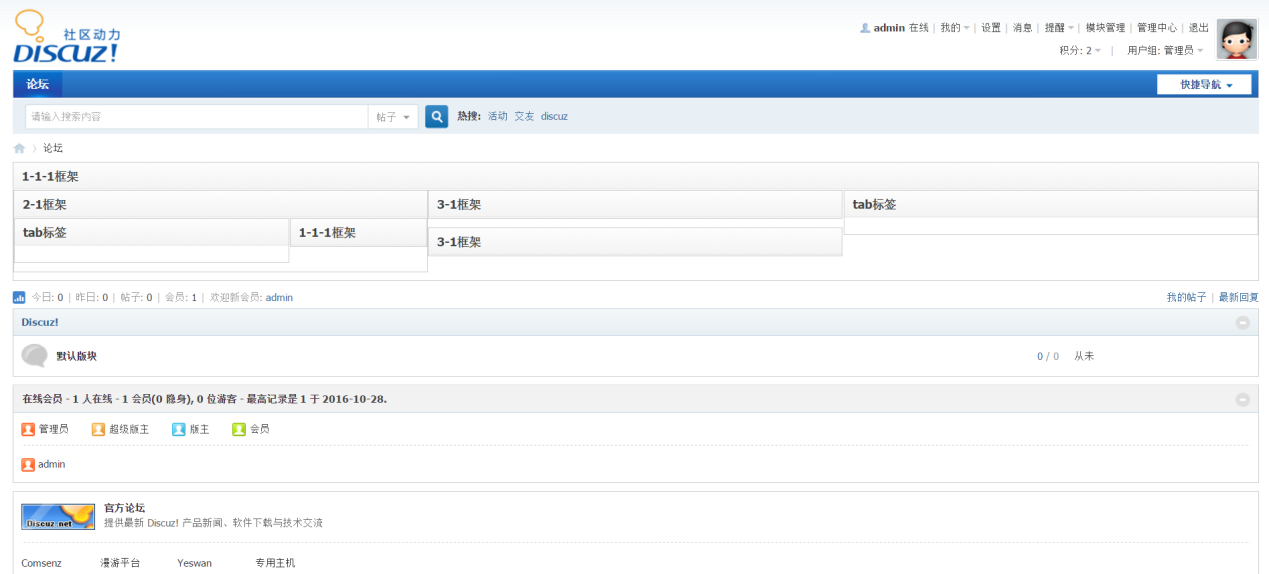 社区动力
DISCUZ!
admin 在线 | 我的 | 设置 | 消息 | 提醒 | 模块管理 | 管理中心 | 退出
积分: 2 | 用户组: 管理员
论坛 快捷导航
请输入搜索内容 帖子 热搜: 活动 交友 discuz
论坛
1-1-1框架
2-1框架 3-1框架 tab标签
tab标签 1-1-1框架
3-1框架
今日: 0 | 昨日: 0 | 帖子: 0 | 会员: 1 | 欢迎新会员: admin 我的帖子 | 最新回复
Discuz!
默认版块 0 / 0 从未
在线会员 - 1 人在线 - 1 会员(0 隐身), 0 位游客 - 最高记录是 1 于 2016-10-28.
管理员 超级版主 版主 会员
admin
官方论坛
Discuz.net 提供最新 Discuz! 产品新闻、软件下载与技术交流
Comsenz 漫游平台 Yeswan 专用主机